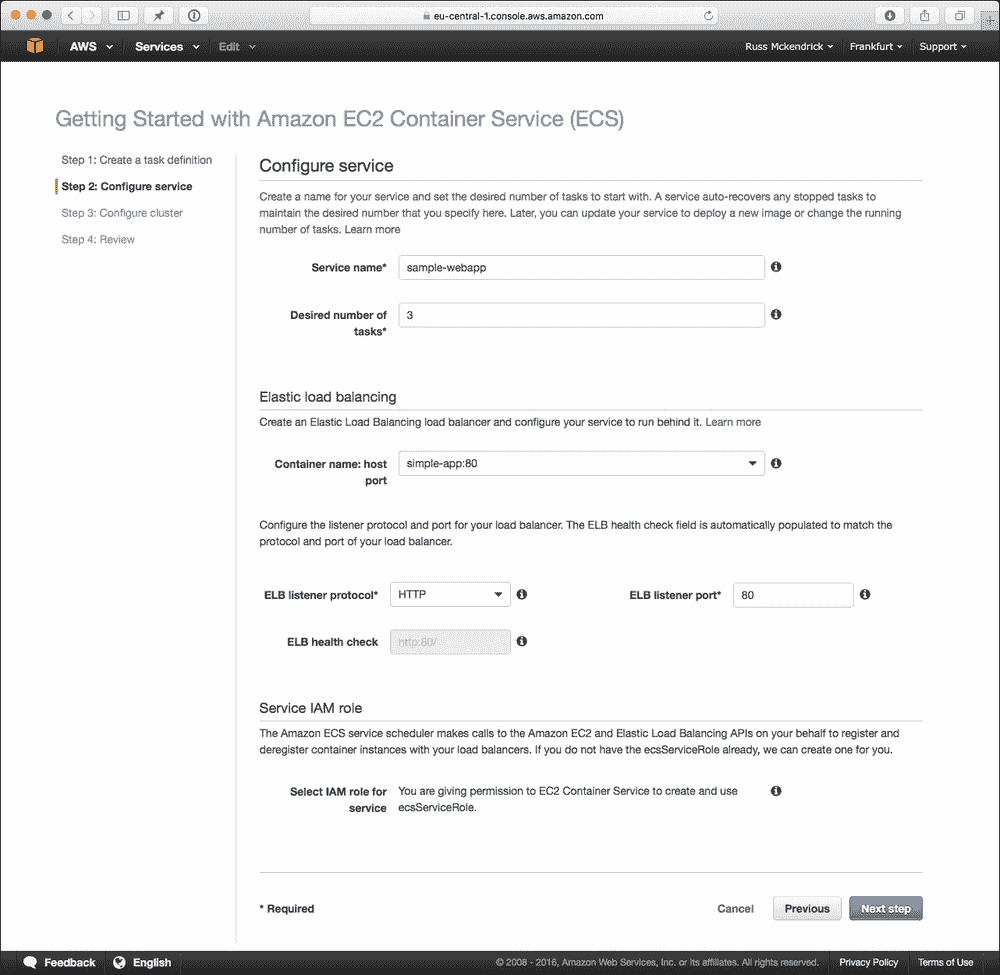 eu-central-1.console.aws.amazon.com
AWS Services Edit Russ Mckendrick Frankfurt Support
Getting Started with Amazon EC2 Container Service (ECS)
Step 1: Create a task definition
Step 2: Configure service
Step 3: Configure cluster
Step 4: Review
Configure service
Create a name for your service and set the desired number of tasks to start with. A service auto-recovers any stopped tasks to
maintain the desired number that you specify here. Later, you can update your service to deploy a new image or change the running
number of tasks. Learn more
Service name* sample-webapp
Desired number of
tasks*
3
Elastic load balancing
Create an Elastic Load Balancing load balancer and configure your service to run behind it. Learn more
Container name: host
port
simple-app:80
Configure the listener protocol and port for your load balancer. The ELB health check field is automatically populated to match the
protocol and port of your load balancer.
ELB listener protocol* HTTP ELB listener port* 80
ELB health check http:80/
Service IAM role
The Amazon ECS service scheduler makes calls to the Amazon EC2 and Elastic Load Balancing APIs on your behalf to register and
deregister container instances with your load balancers. If you do not have the ecsServiceRole already, we can create one for you.
Select IAM role for
service
You are giving permission to EC2 Container Service to create and use
ecsServiceRole.
* Required Cancel Previous Next step
Feedback English © 2008 - 2016, Amazon Web Services, Inc. or its affiliates. All rights reserved. Privacy Policy Terms of Use